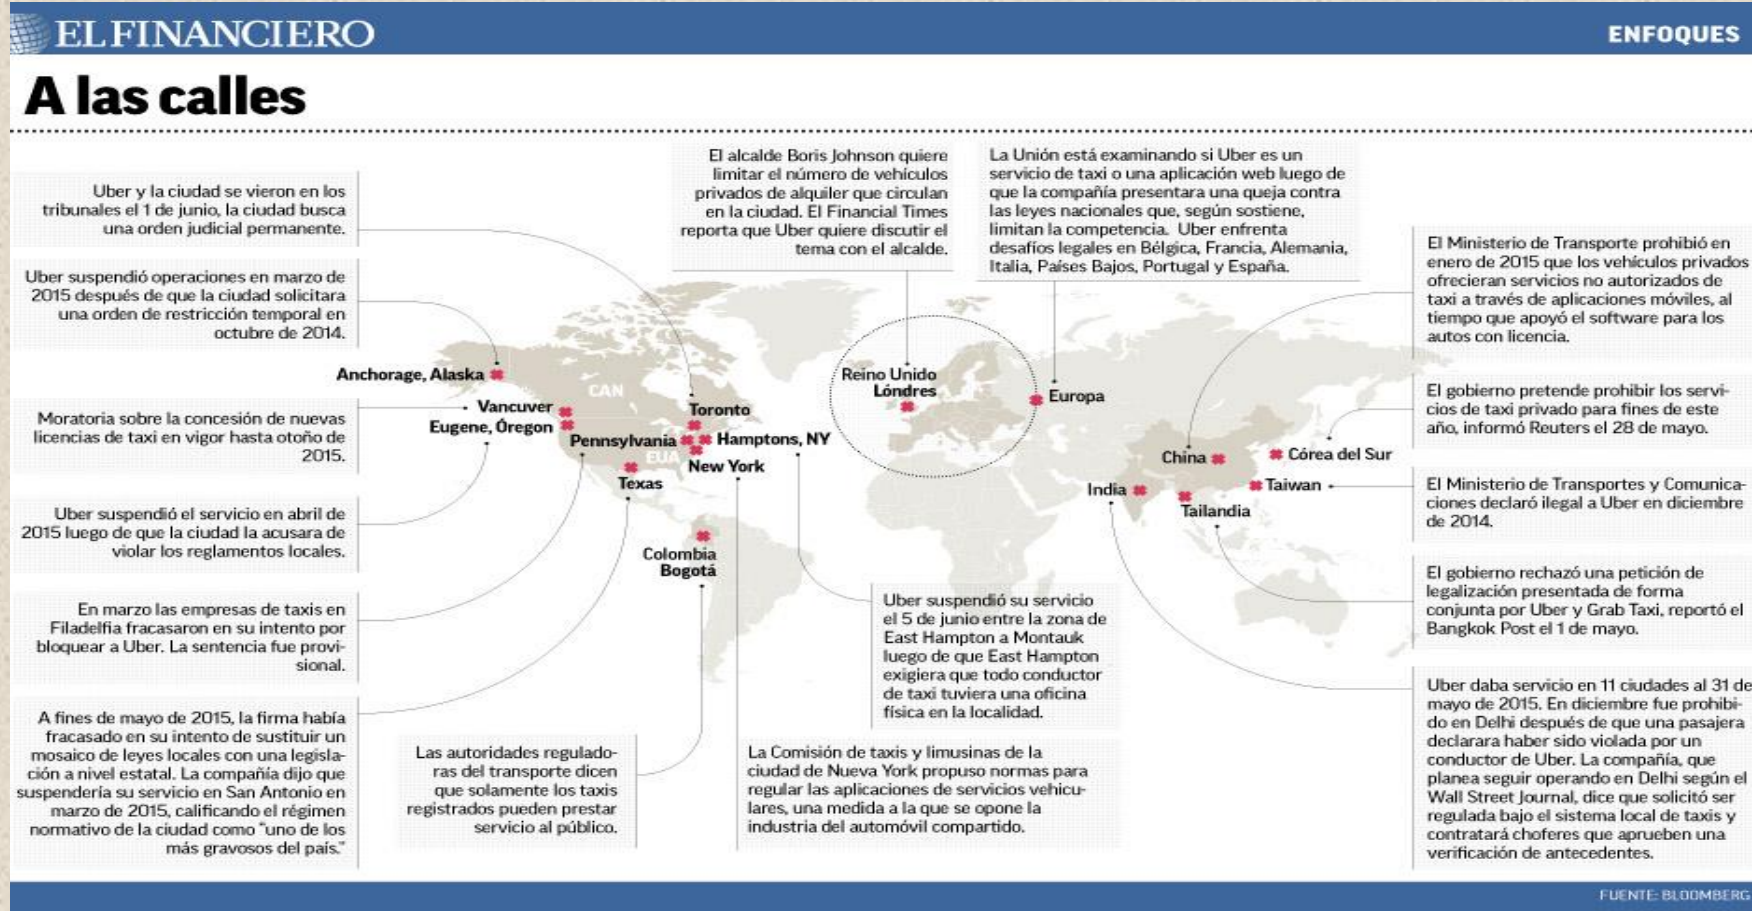 EL FINANCIERO
ENFOQUES
A las calles
Uber y la ciudad se vieron en los
tribunales el 1 de junio, la ciudad busca
una orden judicial permanente.
Uber suspendió operaciones en marzo de
2015 después de que la ciudad solicitara
una orden de restricción temporal en
octubre de 2014.
Moratoria sobre la concesión de nuevas
licencias de taxi en vigor hasta otoño de
2015.
Uber suspendió el servicio en abril de
2015 luego de que la ciudad la acusara de
violar los reglamentos locales.
En marzo las empresas de taxis en
Filadelfia fracasaron en su intento por
bloquear a Uber. La sentencia fue provi-
sional.
A fines de mayo de 2015, la firma había
fracasado en su intento de sustituir un
mosaico de leyes locales con una legisla-
ción a nivel estatal. La compañía dijo que
suspendería su servicio en San Antonio en
marzo de 2015, calificando el régimen
normativo de la ciudad como "uno de los
más gravosos del país."
El alcalde Boris Johnson quiere
limitar el número de vehículos
privados de alquiler que circulan
en la ciudad. El Financial Times
reporta que Uber quiere discutir el
tema con el alcalde.
La Unión está examinando si Uber es un
servicio de taxi o una aplicación web luego de
que la compañía presentara una queja contra
las leyes nacionales que, según sostiene,
limitan la competencia. Uber enfrenta
desafíos legales en Bélgica, Francia, Alemania,
Italia, Países Bajos, Portugal y España.
Anchorage, Alaska
CAN
Vancuver
Eugene, Óregon
Toronto
Pennsylvania
Hamptons, NY
EUA
New York
Texas
Colombia
Bogotá
Reino Unido
Lóndres
Europa
China
Córea del Sur
India
Taiwan
Tailandia
Las autoridades regulado-
ras del transporte dicen
que solamente los taxis
registrados pueden prestar
servicio al público.
Uber suspendió su servicio
el 5 de junio entre la zona de
East Hampton a Montauk
luego de que East Hampton
exigiera que todo conductor
de taxi tuviera una oficina
física en la localidad.
La Comisión de taxis y limusinas de la
ciudad de Nueva York propuso normas para
regular las aplicaciones de servicios vehicu-
lares, una medida a la que se opone la
industria del automóvil compartido.
El Ministerio de Transporte prohibió en
enero de 2015 que los vehículos privados
ofrecieran servicios no autorizados de
taxi a través de aplicaciones móviles, al
tiempo que apoyó el software para los
autos con licencia.
El gobierno pretende prohibir los servi-
cios de taxi privado para fines de este
año, informó Reuters el 28 de mayo.
El Ministerio de Transportes y Comunica-
ciones declaró ilegal a Uber en diciembre
de 2014.
El gobierno rechazó una petición de
legalización presentada de forma
conjunta por Uber y Grab Taxi, reportó el
Bangkok Post el 1 de mayo.
Uber daba servicio en 11 ciudades al 31 de
mayo de 2015. En diciembre fue prohibi-
do en Delhi después de que una pasajera
declarara haber sido violada por un
conductor de Uber. La compañía, que
planea seguir operando en Delhi según el
Wall Street Journal, dice que solicitó ser
regulada bajo el sistema local de taxis y
contratará choferes que aprueben una
verificación de antecedentes.
FUENTE: BLOOMBERG